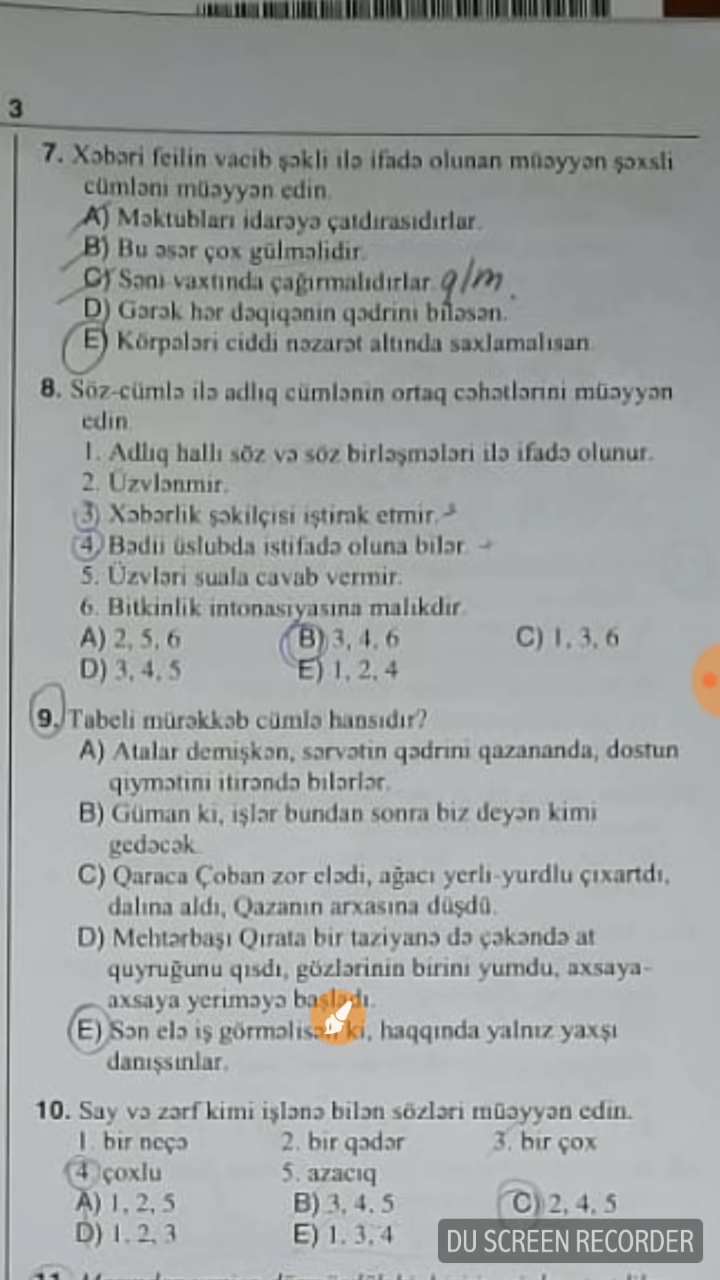 3
7. Xəbəri feilin vacib şəkli ilə ifadə olunan müəyyən şəxsli
cümləni müəyyən edin.
A) Məktubları idarəyə çatdırasıdırlar.
B) Bu əsər çox gülməlidir.
C) Səni vaxtında çağırmalıdırlar. q/m
D) Gərək hər dəqiqənin qədrini biləsən.
E) Körpələri ciddi nəzarət altında saxlamalısan.
8. Söz-cümlə ilə adlıq cümlənin ortaq cəhətlərini müəyyən
edin.
1. Adlıq hallı söz və söz birləşmələri ilə ifadə olunur.
2. Üzvlənmir.
3) Xəbərlik şəkilçisi iştirak etmir.
4. Bədii üslubda istifadə oluna bilər.
5. Üzvləri suala cavab vermir.
6. Bitkinlik intonasiyasına malikdir.
A) 2, 5, 6 B) 3, 4, 6 C) 1, 3, 6
D) 3, 4, 5 E) 1, 2, 4
9. Tabeli mürəkkəb cümlə hansıdır?
A) Atalar demişkən, sərvətin qədrini qazananda, dostun
qiymətini itirəndə bilərlər.
B) Güman ki, işlər bundan sonra biz deyən kimi
gedəcək.
C) Qaraca Çoban zor elədi, ağacı yerli-yurdlu çıxartdı,
dalına aldı, Qazanın arxasına düşdü.
D) Mehtərbaşı Qırata bir taziyanə də çəkəndə at
quyruğunu qısdı, gözlərinin birini yumdu, axsaya-
axsaya yeriməyə başladı.
E) Sən elə iş görməlisən ki, haqqında yalnız yaxşı
danışsınlar.
10. Say və zərf kimi işlənə bilən sözləri müəyyən edin.
1. bir neçə 2. bir qədər 3. bir çox
4 çoxlu 5. azacıq
A) 1, 2, 5 B) 3, 4, 5 C) 2, 4, 5
D) 1, 2, 3 E) 1, 3, 4
DU SCREEN RECORDER